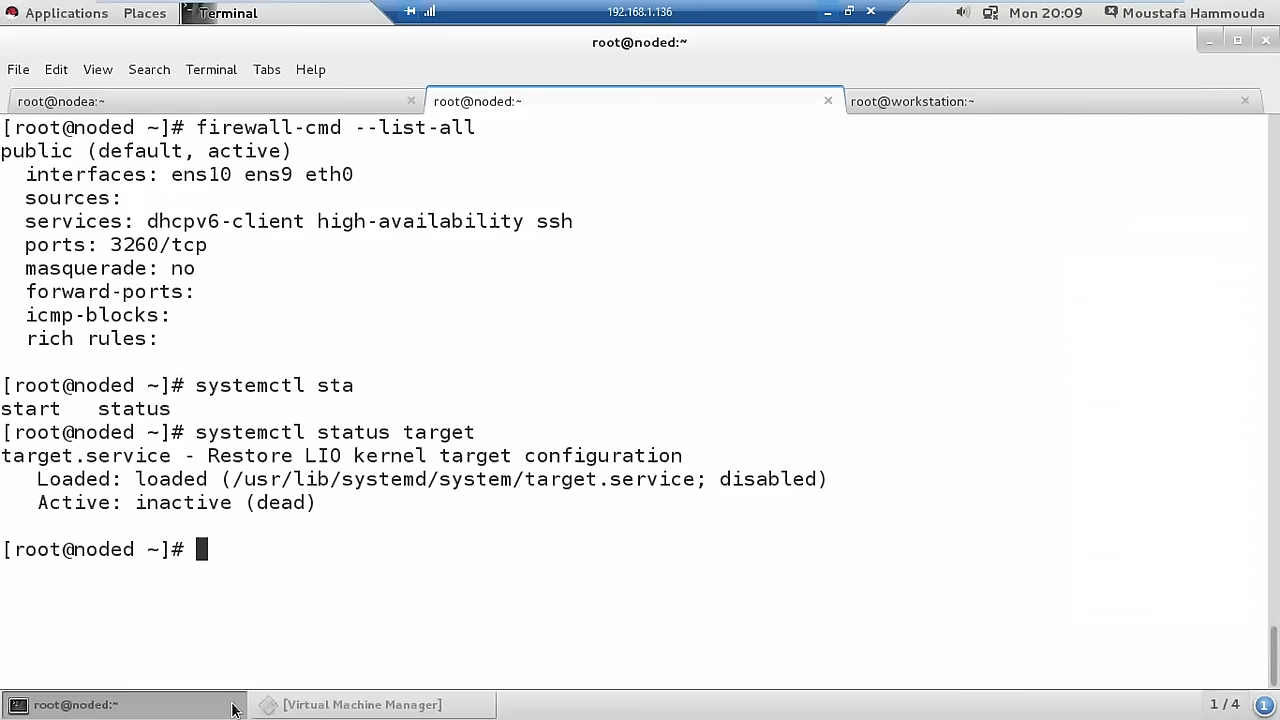 Applications Places Terminal 192.168.1.136 Mon 20:09 Moustafa Hammouda
root@noded:~
File Edit View Search Terminal Tabs Help
root@nodea:~ root@noded:~ root@workstation:~
[root@noded ~]# firewall-cmd --list-all
public (default, active)
  interfaces: ens10 ens9 eth0
  sources:
  services: dhcpv6-client high-availability ssh
  ports: 3260/tcp
  masquerade: no
  forward-ports:
  icmp-blocks:
  rich rules:
[root@noded ~]# systemctl sta
start   status
[root@noded ~]# systemctl status target
target.service - Restore LIO kernel target configuration
   Loaded: loaded (/usr/lib/systemd/system/target.service; disabled)
   Active: inactive (dead)
[root@noded ~]#
root@noded:~ [Virtual Machine Manager] 1 / 4 1